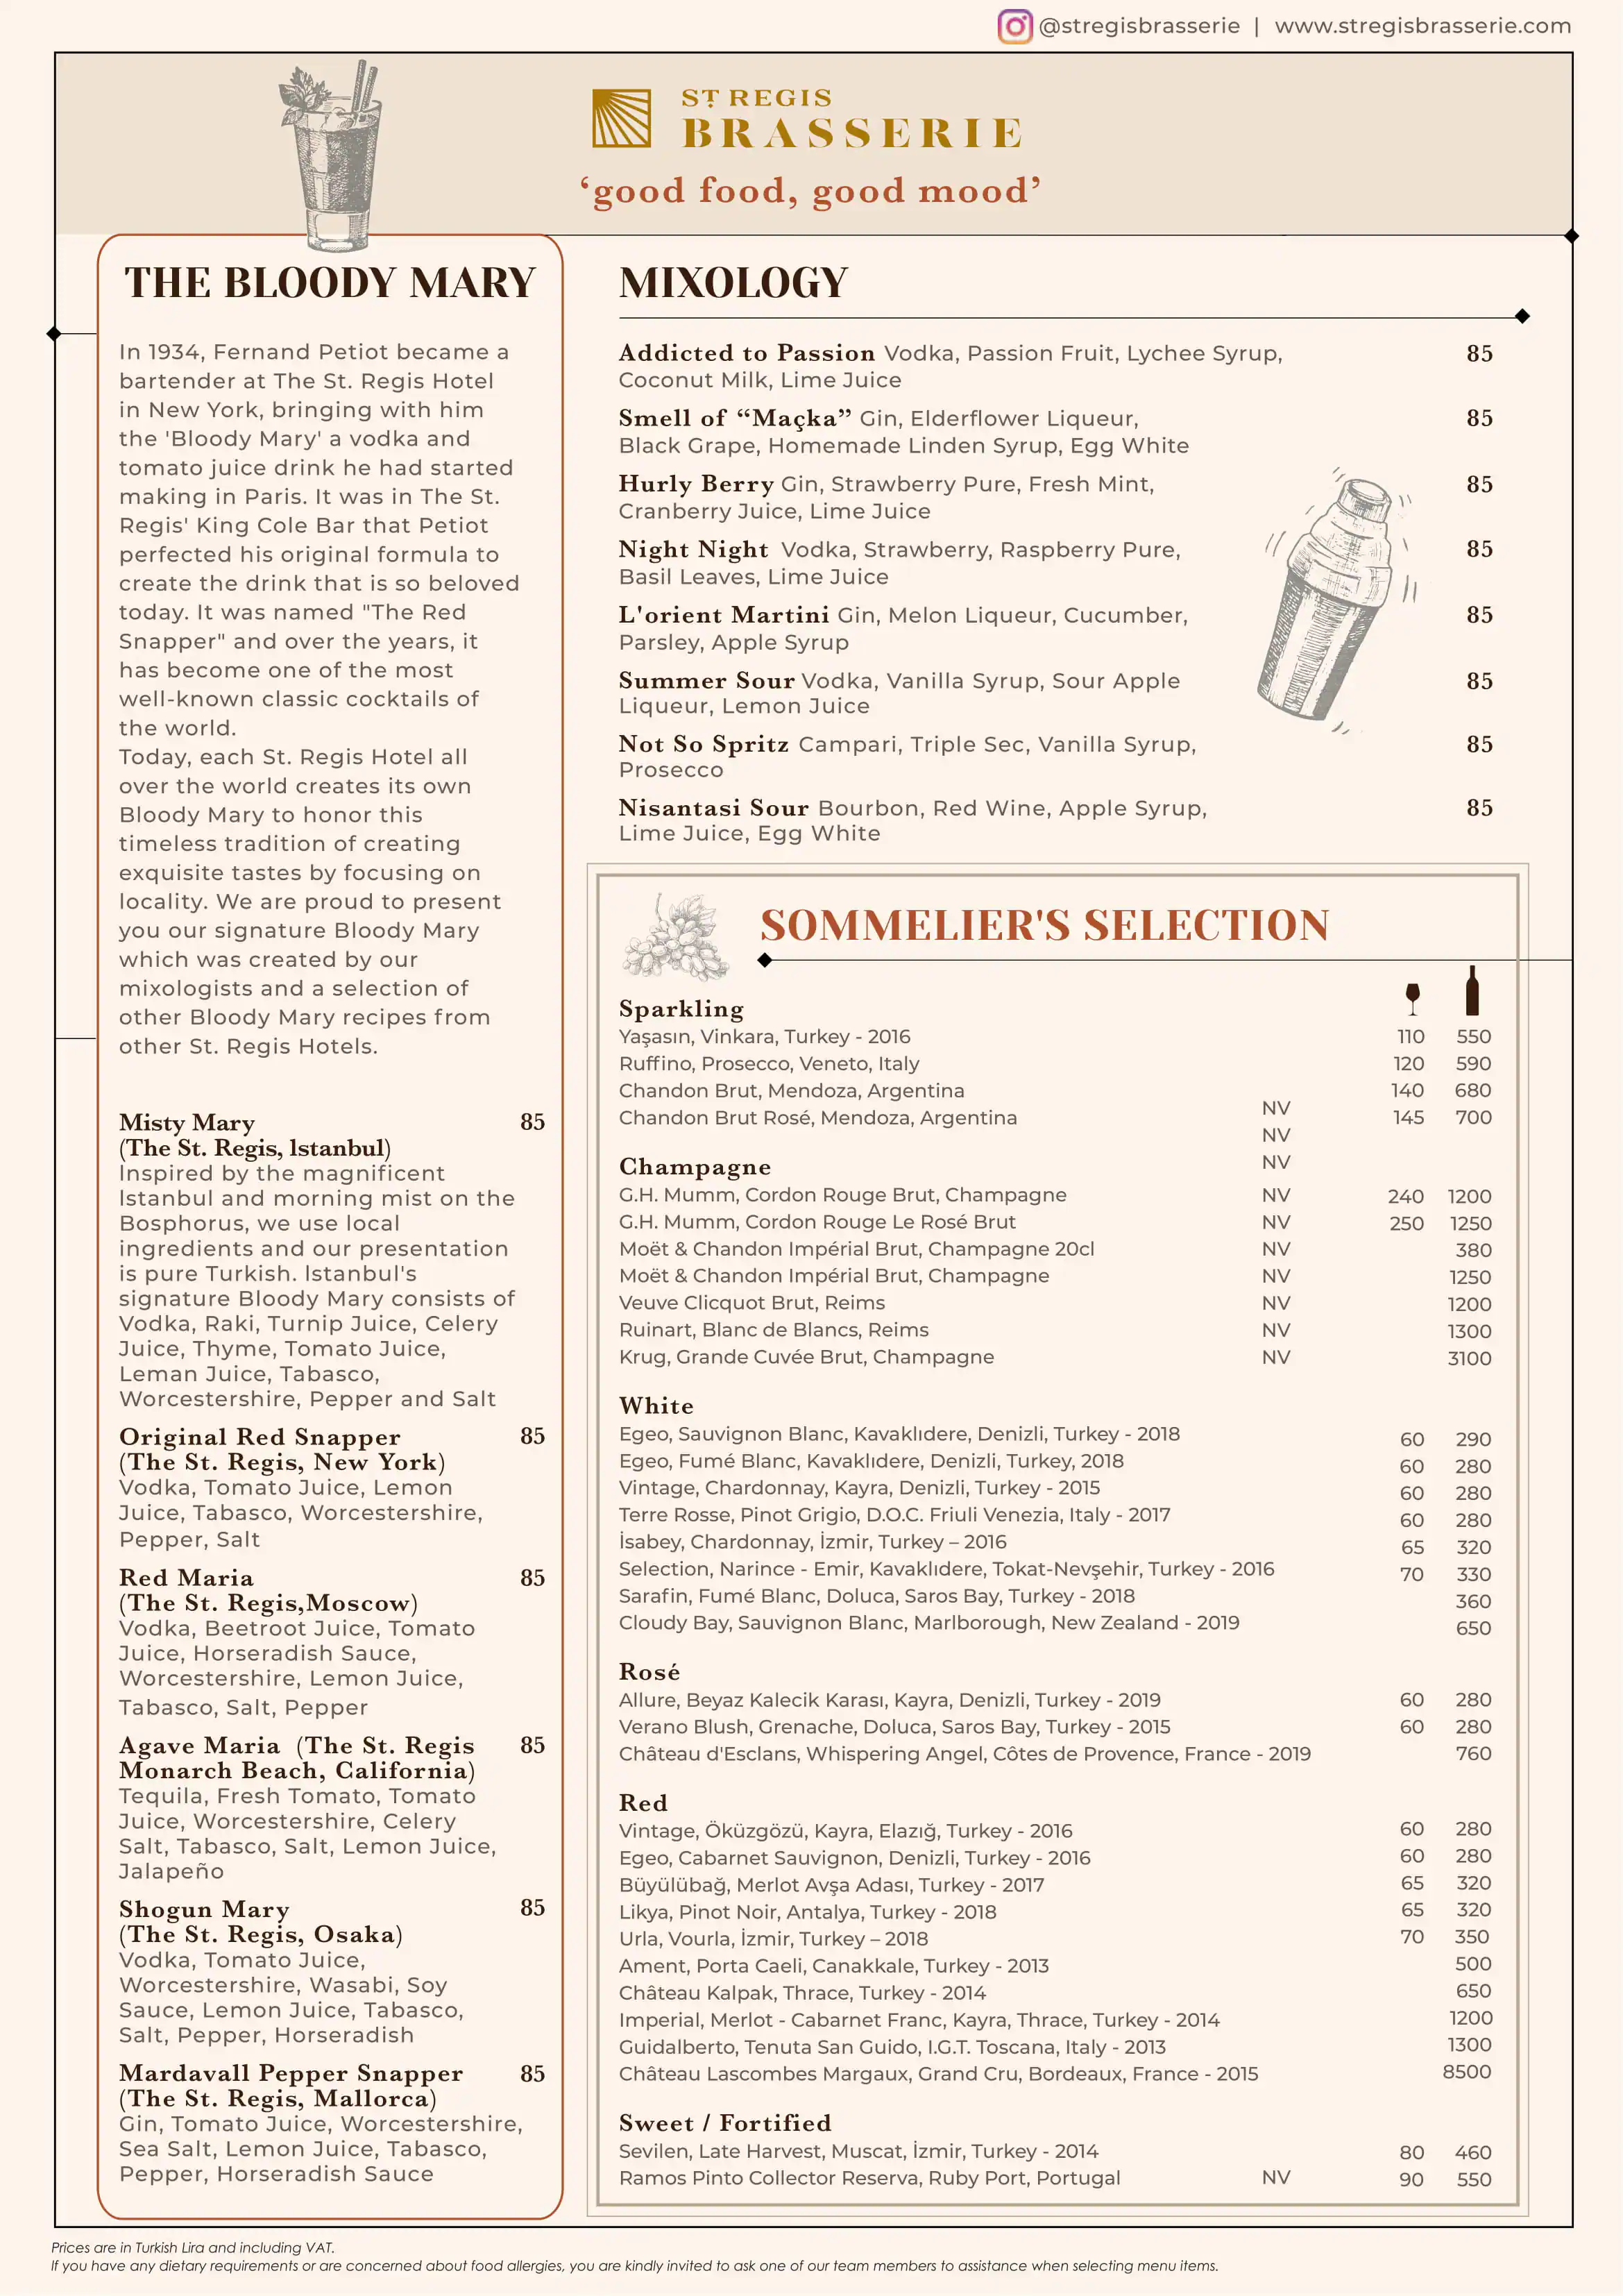 @stregisbrasserie | www.stregisbrasserie.com
ST REGIS
BRASSERIE
‘good food, good mood’
THE BLOODY MARY
In 1934, Fernand Petiot became a
bartender at The St. Regis Hotel
in New York, bringing with him
the 'Bloody Mary' a vodka and
tomato juice drink he had started
making in Paris. It was in The St.
Regis' King Cole Bar that Petiot
perfected his original formula to
create the drink that is so beloved
today. It was named "The Red
Snapper" and over the years, it
has become one of the most
well-known classic cocktails of
the world.
Today, each St. Regis Hotel all
over the world creates its own
Bloody Mary to honor this
timeless tradition of creating
exquisite tastes by focusing on
locality. We are proud to present
you our signature Bloody Mary
which was created by our
mixologists and a selection of
other Bloody Mary recipes from
other St. Regis Hotels.
Misty Mary 85
(The St. Regis, Istanbul)
Inspired by the magnificent
Istanbul and morning mist on the
Bosphorus, we use local
ingredients and our presentation
is pure Turkish. Istanbul's
signature Bloody Mary consists of
Vodka, Raki, Turnip Juice, Celery
Juice, Thyme, Tomato Juice,
Leman Juice, Tabasco,
Worcestershire, Pepper and Salt
Original Red Snapper 85
(The St. Regis, New York)
Vodka, Tomato Juice, Lemon
Juice, Tabasco, Worcestershire,
Pepper, Salt
Red Maria 85
(The St. Regis,Moscow)
Vodka, Beetroot Juice, Tomato
Juice, Horseradish Sauce,
Worcestershire, Lemon Juice,
Tabasco, Salt, Pepper
Agave Maria (The St. Regis 85
Monarch Beach, California)
Tequila, Fresh Tomato, Tomato
Juice, Worcestershire, Celery
Salt, Tabasco, Salt, Lemon Juice,
Jalapeño
Shogun Mary 85
(The St. Regis, Osaka)
Vodka, Tomato Juice,
Worcestershire, Wasabi, Soy
Sauce, Lemon Juice, Tabasco,
Salt, Pepper, Horseradish
Mardavall Pepper Snapper 85
(The St. Regis, Mallorca)
Gin, Tomato Juice, Worcestershire,
Sea Salt, Lemon Juice, Tabasco,
Pepper, Horseradish Sauce
MIXOLOGY
Addicted to Passion Vodka, Passion Fruit, Lychee Syrup, 85
Coconut Milk, Lime Juice
Smell of “Maçka” Gin, Elderflower Liqueur, 85
Black Grape, Homemade Linden Syrup, Egg White
Hurly Berry Gin, Strawberry Pure, Fresh Mint, 85
Cranberry Juice, Lime Juice
Night Night Vodka, Strawberry, Raspberry Pure, 85
Basil Leaves, Lime Juice
L'orient Martini Gin, Melon Liqueur, Cucumber, 85
Parsley, Apple Syrup
Summer Sour Vodka, Vanilla Syrup, Sour Apple 85
Liqueur, Lemon Juice
Not So Spritz Campari, Triple Sec, Vanilla Syrup, 85
Prosecco
Nisantasi Sour Bourbon, Red Wine, Apple Syrup, 85
Lime Juice, Egg White
SOMMELIER'S SELECTION
Sparkling
Yaşasın, Vinkara, Turkey - 2016 110 550
Ruffino, Prosecco, Veneto, Italy 120 590
Chandon Brut, Mendoza, Argentina 140 680
NV
Chandon Brut Rosé, Mendoza, Argentina 145 700
NV
Champagne NV
G.H. Mumm, Cordon Rouge Brut, Champagne NV 240 1200
G.H. Mumm, Cordon Rouge Le Rosé Brut NV 250 1250
Moët & Chandon Impérial Brut, Champagne 20cl NV 380
Moët & Chandon Impérial Brut, Champagne NV 1250
Veuve Clicquot Brut, Reims NV 1200
Ruinart, Blanc de Blancs, Reims NV 1300
Krug, Grande Cuvée Brut, Champagne NV 3100
White
Egeo, Sauvignon Blanc, Kavaklıdere, Denizli, Turkey - 2018 60 290
Egeo, Fumé Blanc, Kavaklıdere, Denizli, Turkey, 2018 60 280
Vintage, Chardonnay, Kayra, Denizli, Turkey - 2015 60 280
Terre Rosse, Pinot Grigio, D.O.C. Friuli Venezia, Italy - 2017 60 280
İsabey, Chardonnay, İzmir, Turkey – 2016 65 320
Selection, Narince - Emir, Kavaklıdere, Tokat-Nevşehir, Turkey - 2016 70 330
Sarafin, Fumé Blanc, Doluca, Saros Bay, Turkey - 2018 360
Cloudy Bay, Sauvignon Blanc, Marlborough, New Zealand - 2019 650
Rosé
Allure, Beyaz Kalecik Karası, Kayra, Denizli, Turkey - 2019 60 280
Verano Blush, Grenache, Doluca, Saros Bay, Turkey - 2015 60 280
Château d'Esclans, Whispering Angel, Côtes de Provence, France - 2019 760
Red
Vintage, Öküzgözü, Kayra, Elazığ, Turkey - 2016 60 280
Egeo, Cabarnet Sauvignon, Denizli, Turkey - 2016 60 280
Büyülübağ, Merlot Avşa Adası, Turkey - 2017 65 320
Likya, Pinot Noir, Antalya, Turkey - 2018 65 320
Urla, Vourla, İzmir, Turkey – 2018 70 350
Ament, Porta Caeli, Canakkale, Turkey - 2013 500
Château Kalpak, Thrace, Turkey - 2014 650
Imperial, Merlot - Cabarnet Franc, Kayra, Thrace, Turkey - 2014 1200
Guidalberto, Tenuta San Guido, I.G.T. Toscana, Italy - 2013 1300
Château Lascombes Margaux, Grand Cru, Bordeaux, France - 2015 8500
Sweet / Fortified
Sevilen, Late Harvest, Muscat, İzmir, Turkey - 2014 80 460
Ramos Pinto Collector Reserva, Ruby Port, Portugal NV 90 550
Prices are in Turkish Lira and including VAT.
If you have any dietary requirements or are concerned about food allergies, you are kindly invited to ask one of our team members to assistance when selecting menu items.